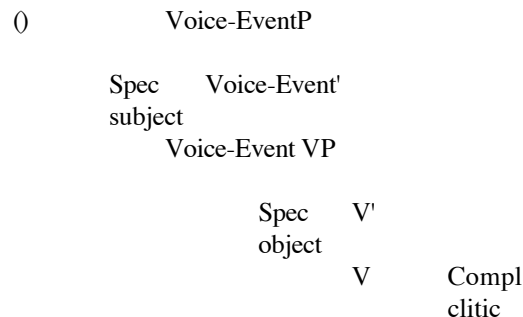 () Voice-EventP
Spec Voice-Event'
subject
Voice-Event VP
Spec V'
object
V Compl
clitic